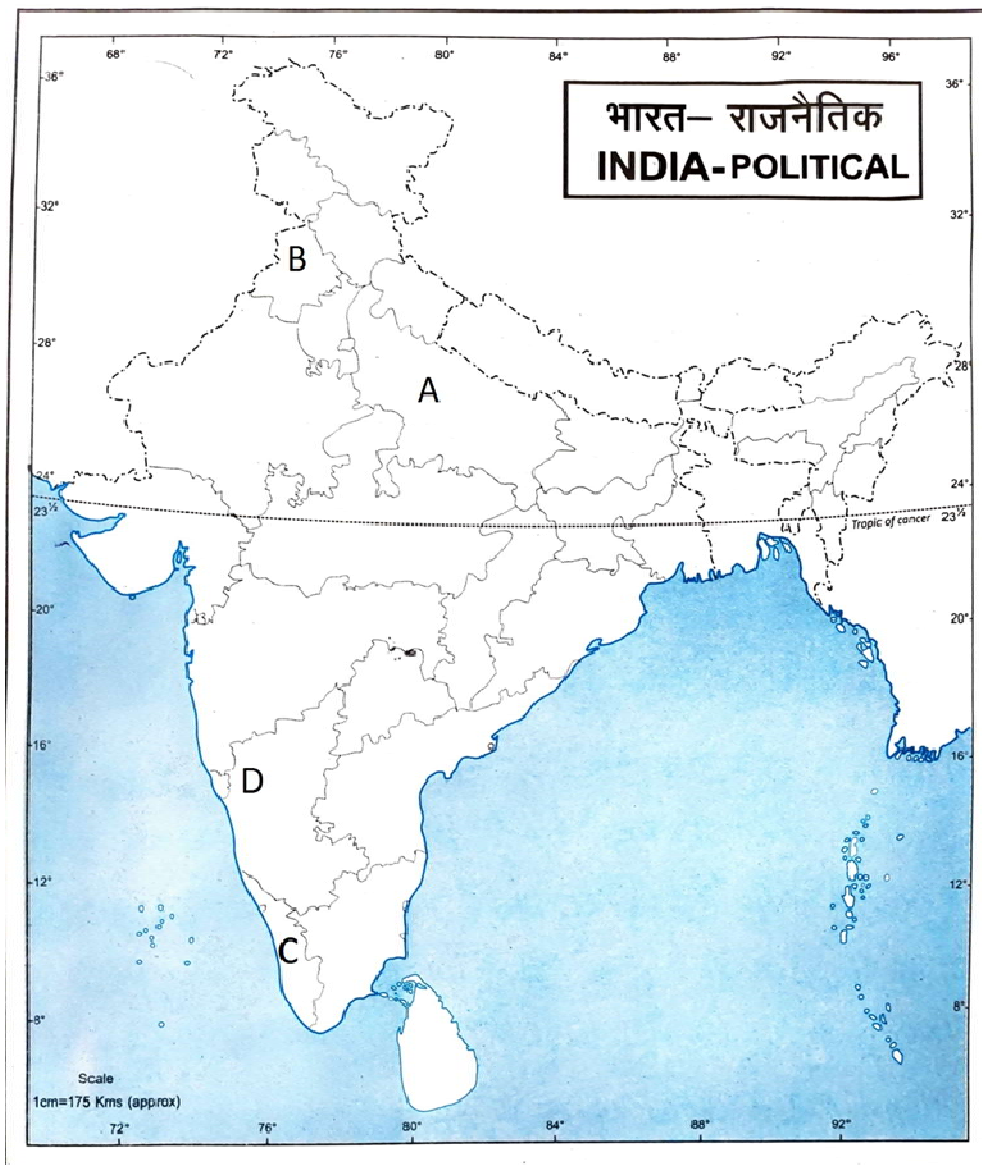 68° 72° 76° 80° 84° 88° 92° 96°
36° 36°
भारत– राजनैतिक
INDIA-POLITICAL
32° 32°
B
28° 28°
A
24° 24°
23½ 23½
Tropic of cancer
20° 20°
16° 16°
D
12° 12°
C
8° 8°
Scale
1cm=175 Kms (approx)
72° 76° 80° 84° 88° 92°